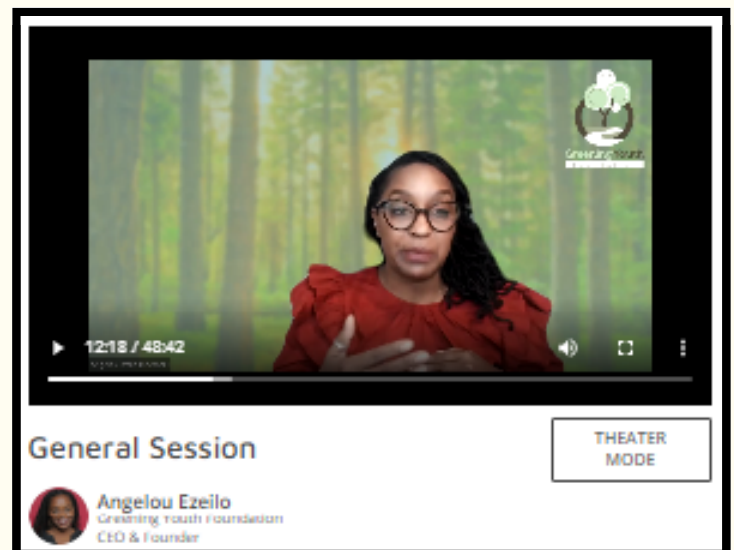 Greening Youth
12:18 / 48:42
General Session
THEATER
MODE
Angelou Ezeilo
Greening Youth Foundation
CEO & Founder